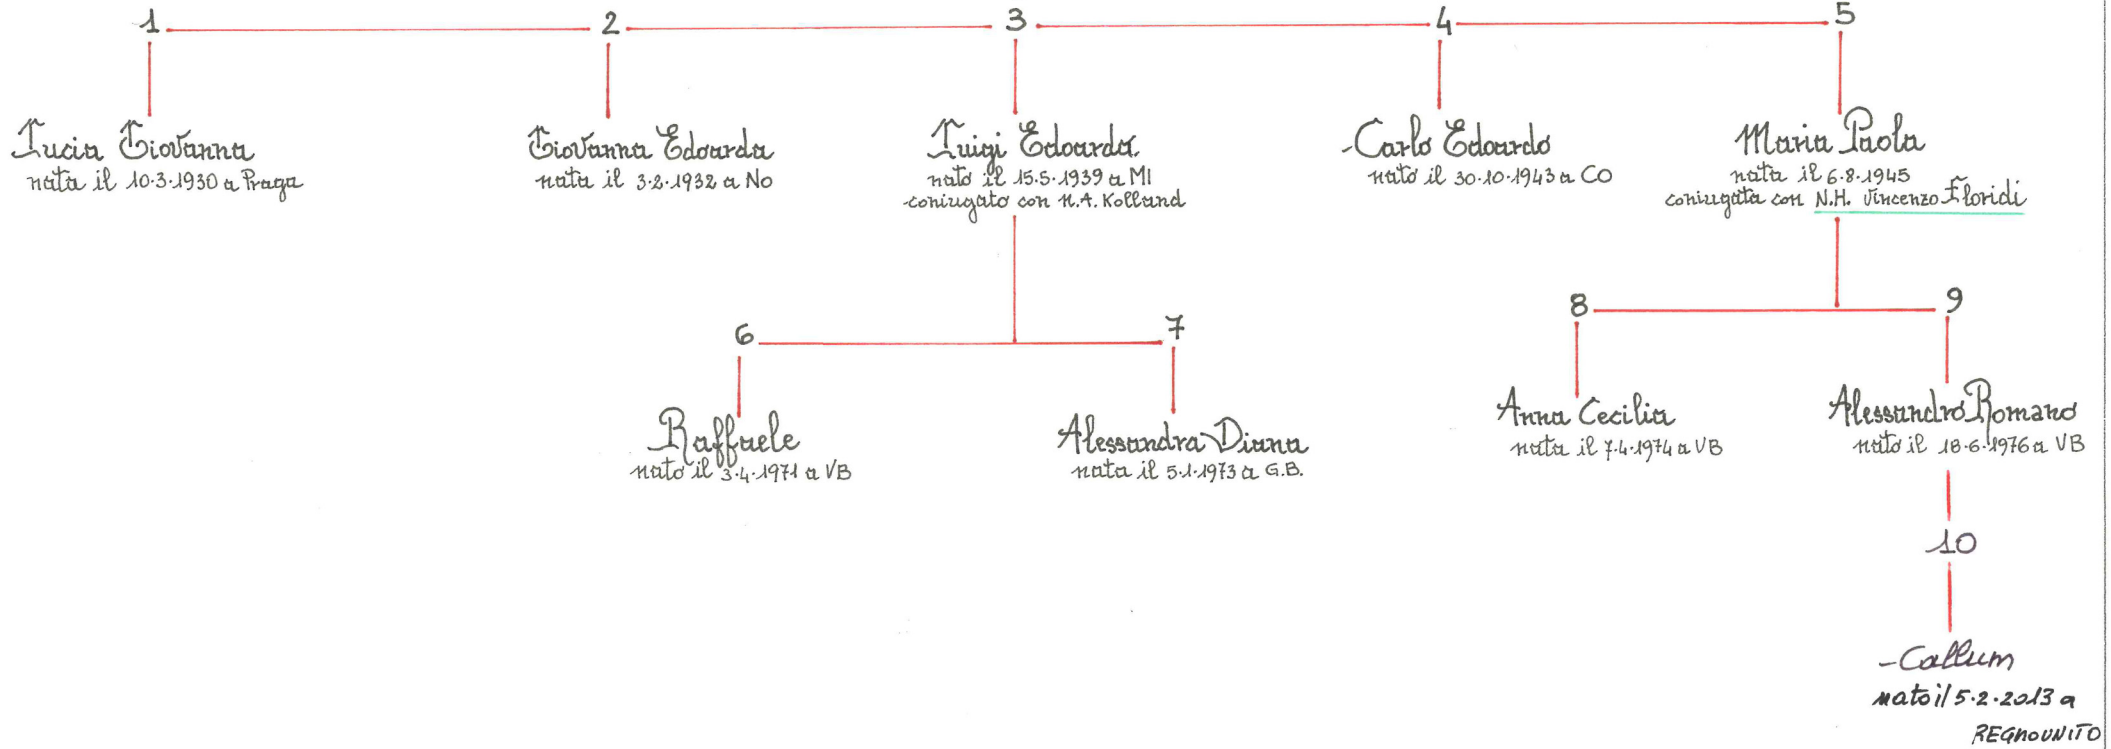 1
2
3
4
5
Lucia Giovanna
nata il 10·3·1930 a Praga
Giovanna Edoarda
nata il 3·2·1932 a NO
Luigi Edoardo
nato il 15·5·1939 a MI
coniugato con H.A. Kolland
Carlo Edoardo
nato il 30·10·1943 a CO
Maria Paola
nata il 6·8·1945
coniugata con N.H. Vincenzo Floridi
6
7
8
9
Raffaele
nato il 3·4·1971 a VB
Alessandra Diana
nata il 5·1·1973 a G.B.
Anna Cecilia
nata il 7·4·1974 a VB
Alessandro Romano
nato il 18·6·1976 a VB
10
-Callum
nato il 5·2·2013 a
REGNO UNITO